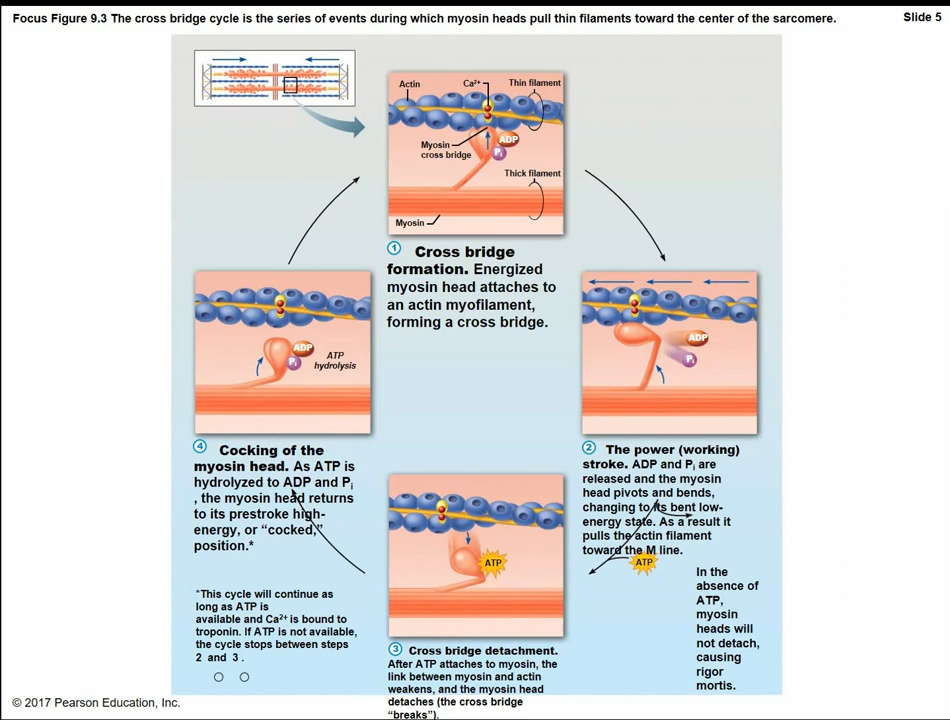 Focus Figure 9.3 The cross bridge cycle is the series of events during which myosin heads pull thin filaments toward the center of the sarcomere.
Slide 5
Actin
Ca2+
Thin filament
ADP
Pi
Myosin
cross bridge
Thick filament
Myosin
1 Cross bridge
formation. Energized
myosin head attaches to
an actin myofilament,
forming a cross bridge.
ADP
Pi
2 The power (working)
stroke. ADP and Pi are
released and the myosin
head pivots and bends,
changing to its bent low-
energy state. As a result it
pulls the actin filament
toward the M line.
ATP
In the
absence of
ATP,
myosin
heads will
not detach,
causing
rigor
mortis.
ATP
3 Cross bridge detachment.
After ATP attaches to myosin, the
link between myosin and actin
weakens, and the myosin head
detaches (the cross bridge
“breaks”).
ADP
Pi
ATP
hydrolysis
4 Cocking of the
myosin head. As ATP is
hydrolyzed to ADP and Pi
, the myosin head returns
to its prestroke high-
energy, or “cocked,”
position.*
*This cycle will continue as
long as ATP is
available and Ca2+ is bound to
troponin. If ATP is not available,
the cycle stops between steps
2 and 3 .
© 2017 Pearson Education, Inc.